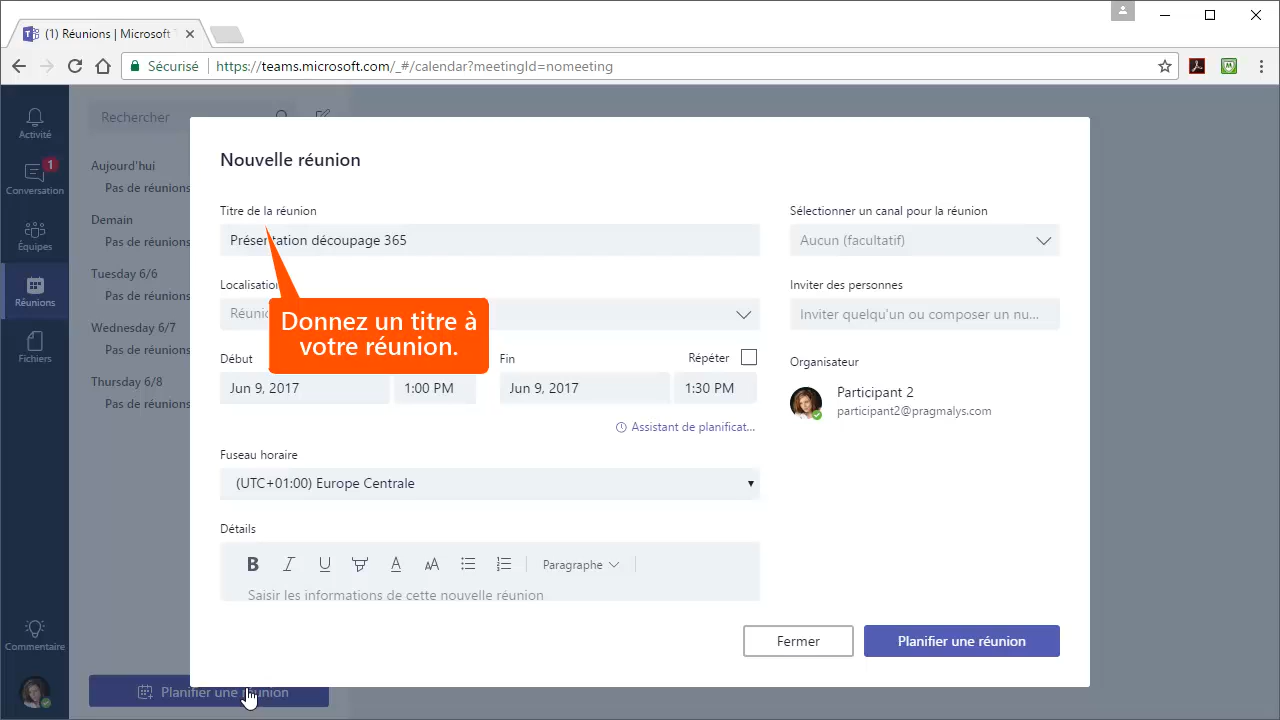 (1) Réunions | Microsoft
Sécurisé
https://teams.microsoft.com/_#/calendar?meetingId=nomeeting
Activité
1
Conversation
Équipes
Réunions
Fichiers
Commentaire
Rechercher
Aujourd'hui
Pas de réunions
Demain
Pas de réunions
Tuesday 6/6
Pas de réunions
Wednesday 6/7
Pas de réunions
Thursday 6/8
Pas de réunions
Planifier une réunion
Nouvelle réunion
Titre de la réunion
Présentation découpage 365
Localisation
Donnez un titre à
votre réunion.
Début
Fin
Répéter
Jun 9, 2017
1:00 PM
Jun 9, 2017
1:30 PM
Assistant de planificat...
Fuseau horaire
(UTC+01:00) Europe Centrale
Détails
B I U A AA
Paragraphe
Saisir les informations de cette nouvelle réunion
Sélectionner un canal pour la réunion
Aucun (facultatif)
Inviter des personnes
Inviter quelqu'un ou composer un nu...
Organisateur
Participant 2
participant2@pragmalys.com
Fermer
Planifier une réunion